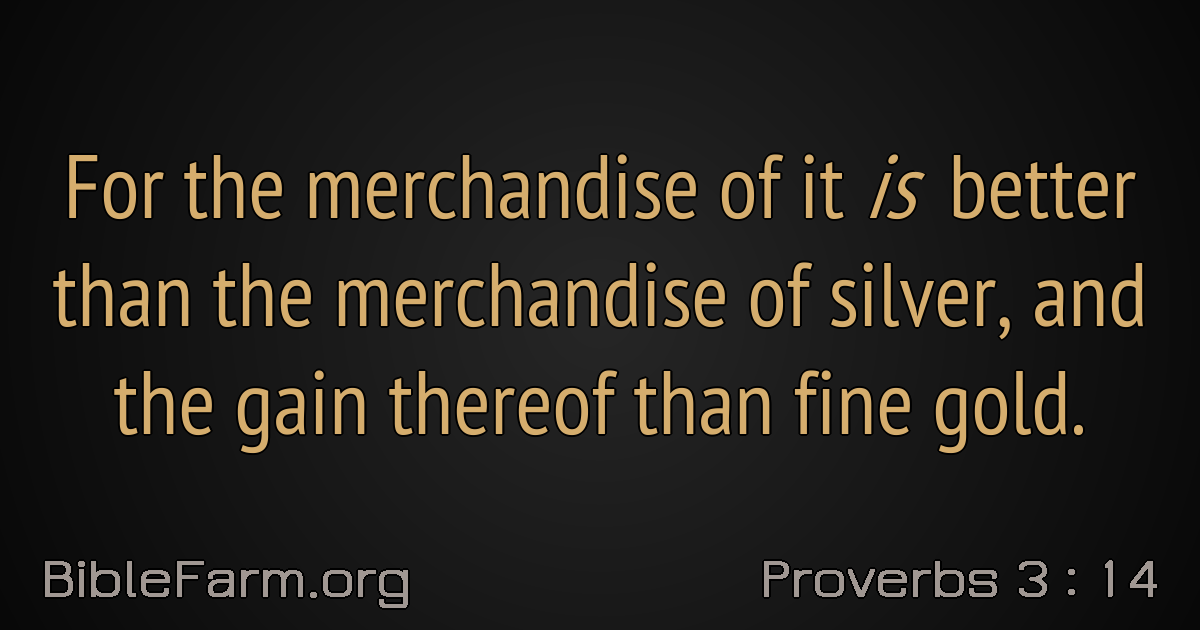 For the merchandise of it is better
than the merchandise of silver, and
the gain thereof than fine gold.
BibleFarm.org
Proverbs 3 : 14